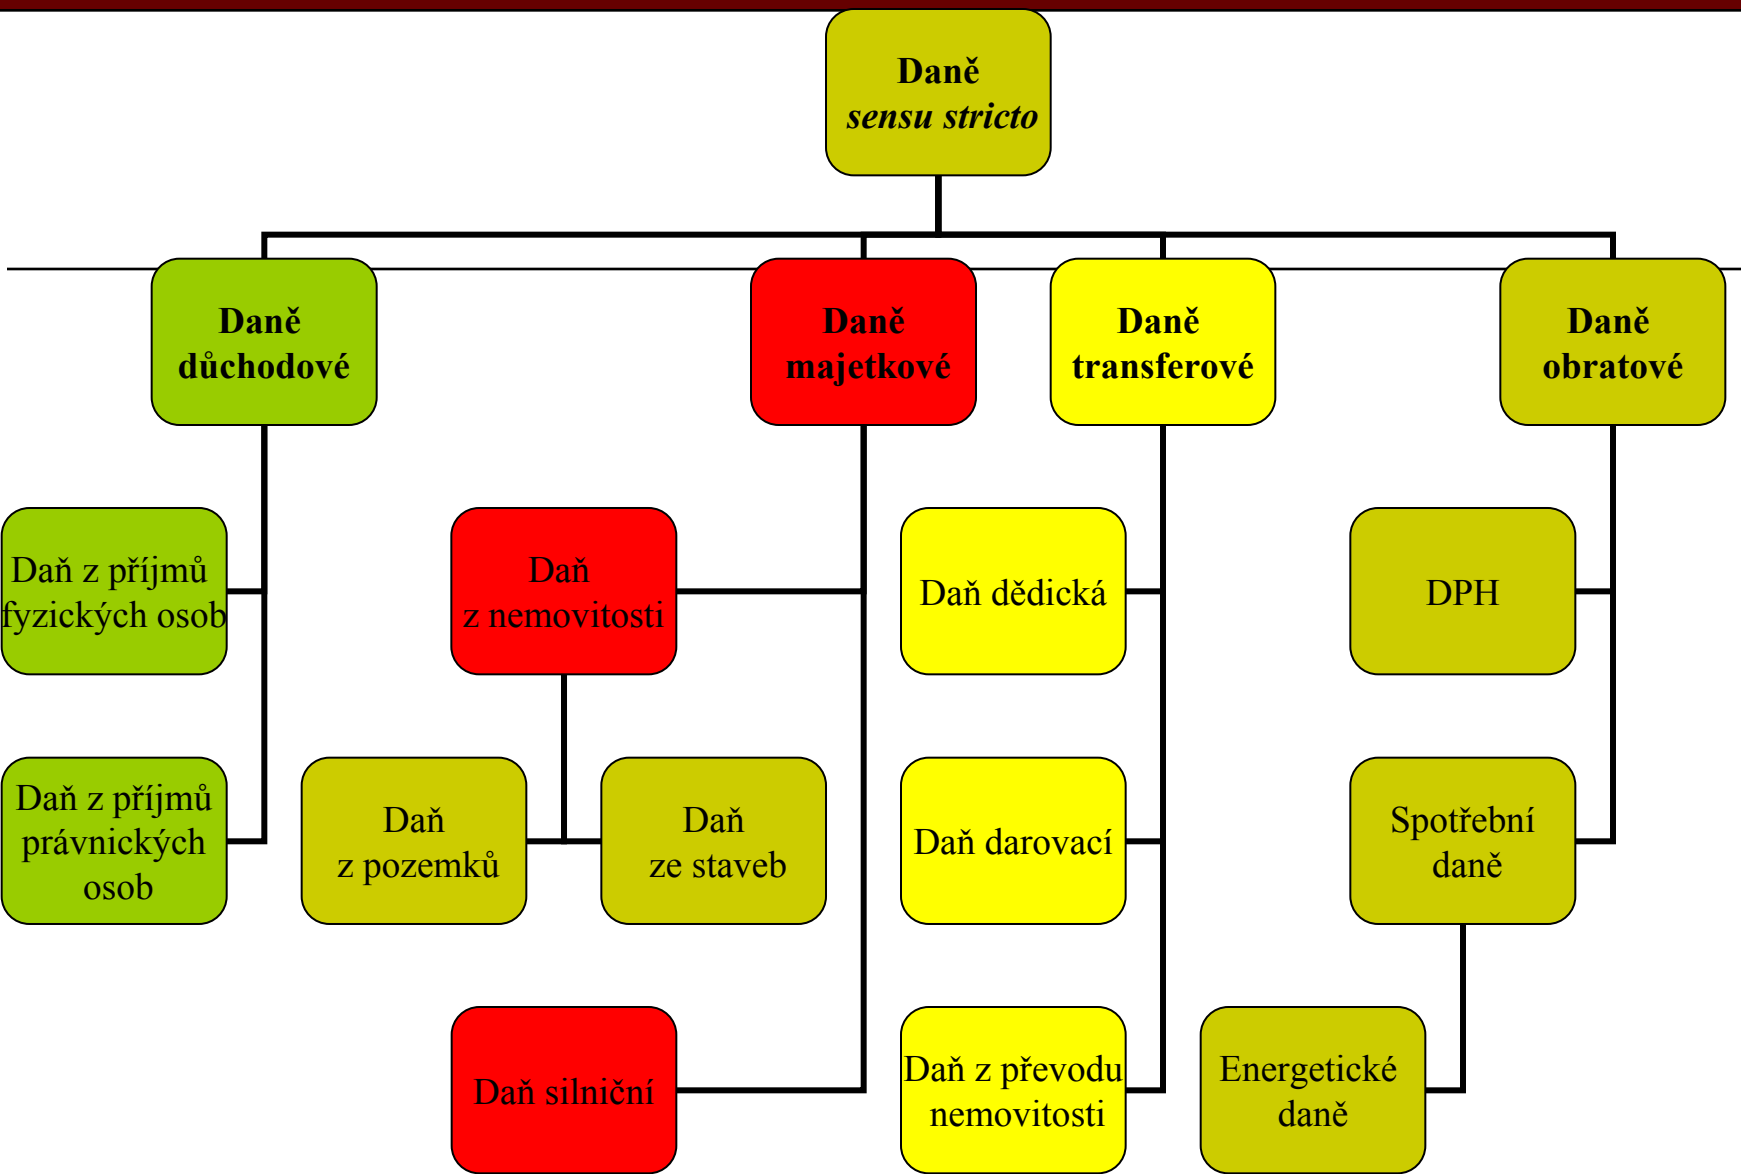 Daně
sensu stricto
Daně
důchodové
Daně
majetkové
Daně
transferové
Daně
obratové
Daň z příjmů
fyzických osob
Daň
z nemovitosti
Daň dědická
DPH
Daň z příjmů
právnických
osob
Daň
z pozemků
Daň
ze staveb
Daň darovací
Spotřební
daně
Daň silniční
Daň z převodu
nemovitosti
Energetické
daně